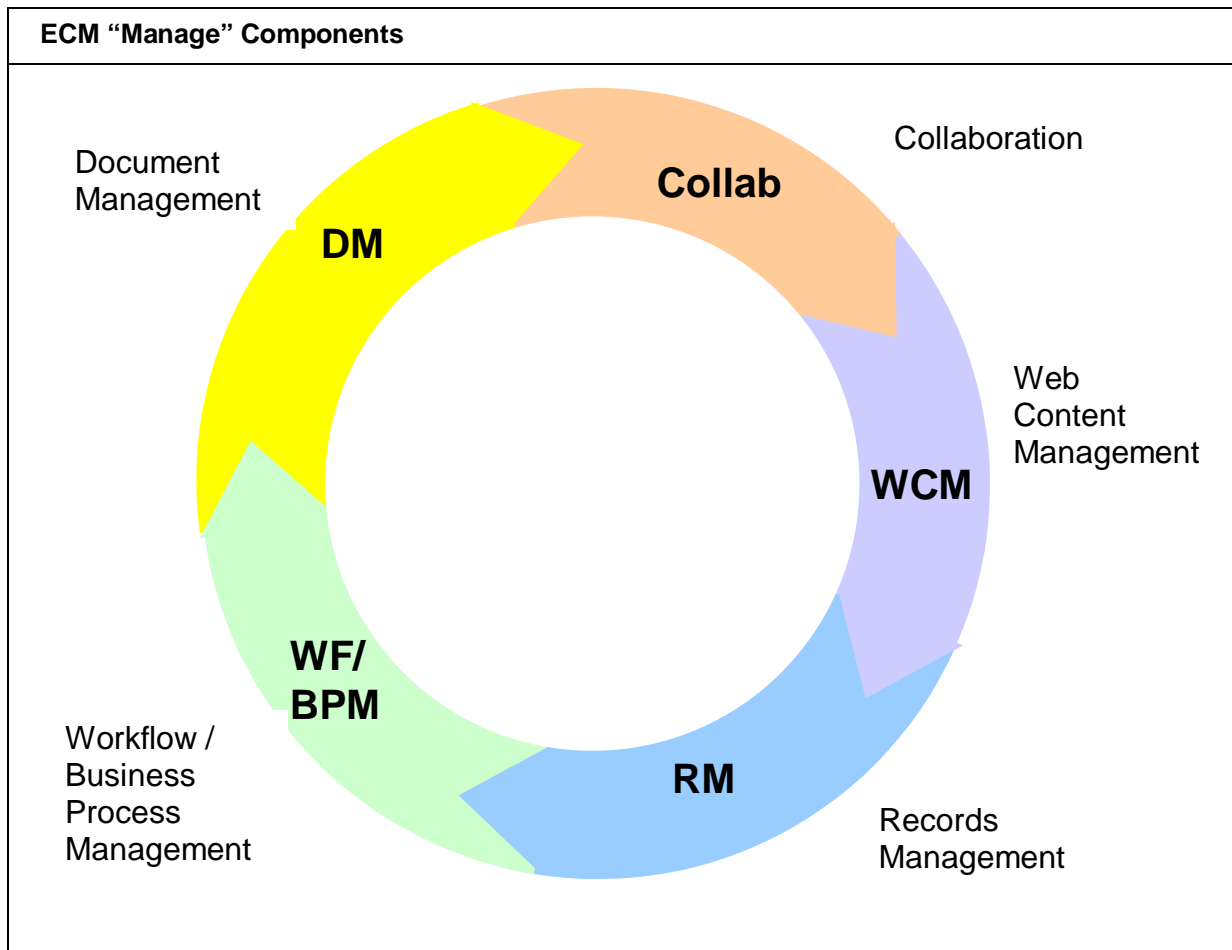 ECM “Manage” Components
Document
Management
DM
Collab
Collaboration
Web
Content
Management
WCM
WF/
BPM
Workflow /
Business
Process
Management
RM
Records
Management